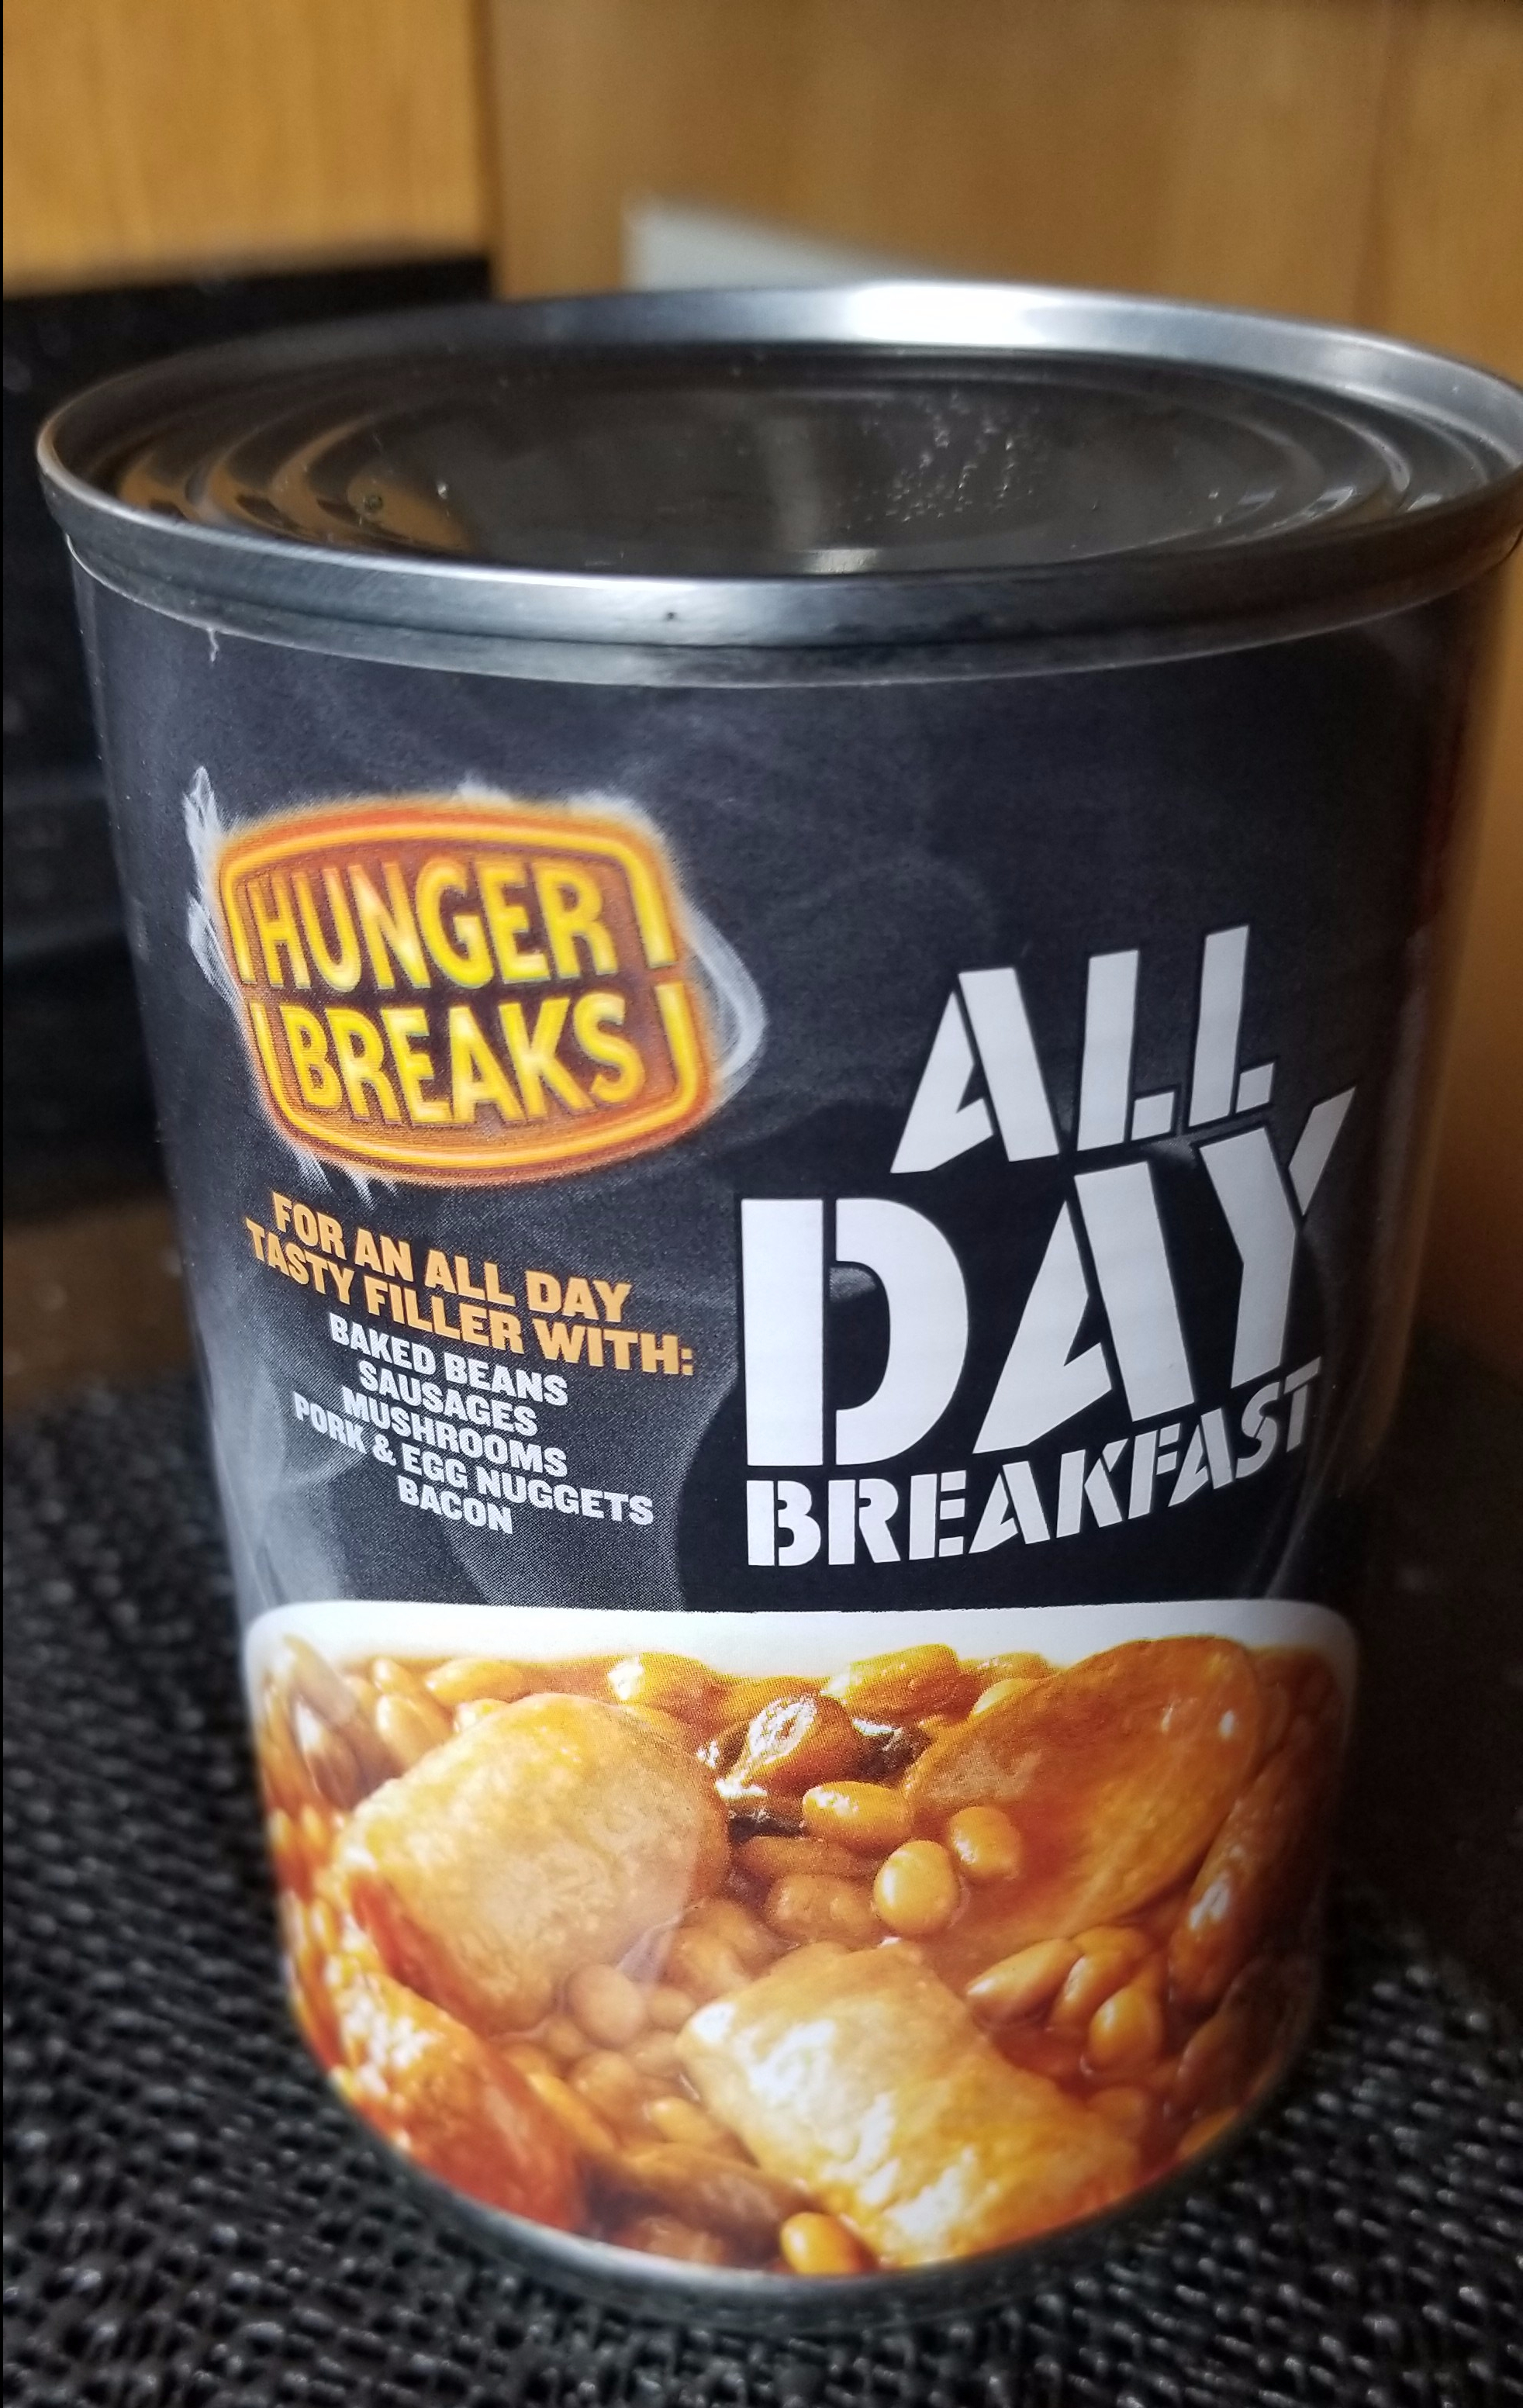 HUNGER
BREAKS
FOR AN ALL DAY
TASTY FILLER WITH:
BAKED BEANS
SAUSAGES
MUSHROOMS
PORK & EGG NUGGETS
BACON
ALL
DAY
BREAKFAST